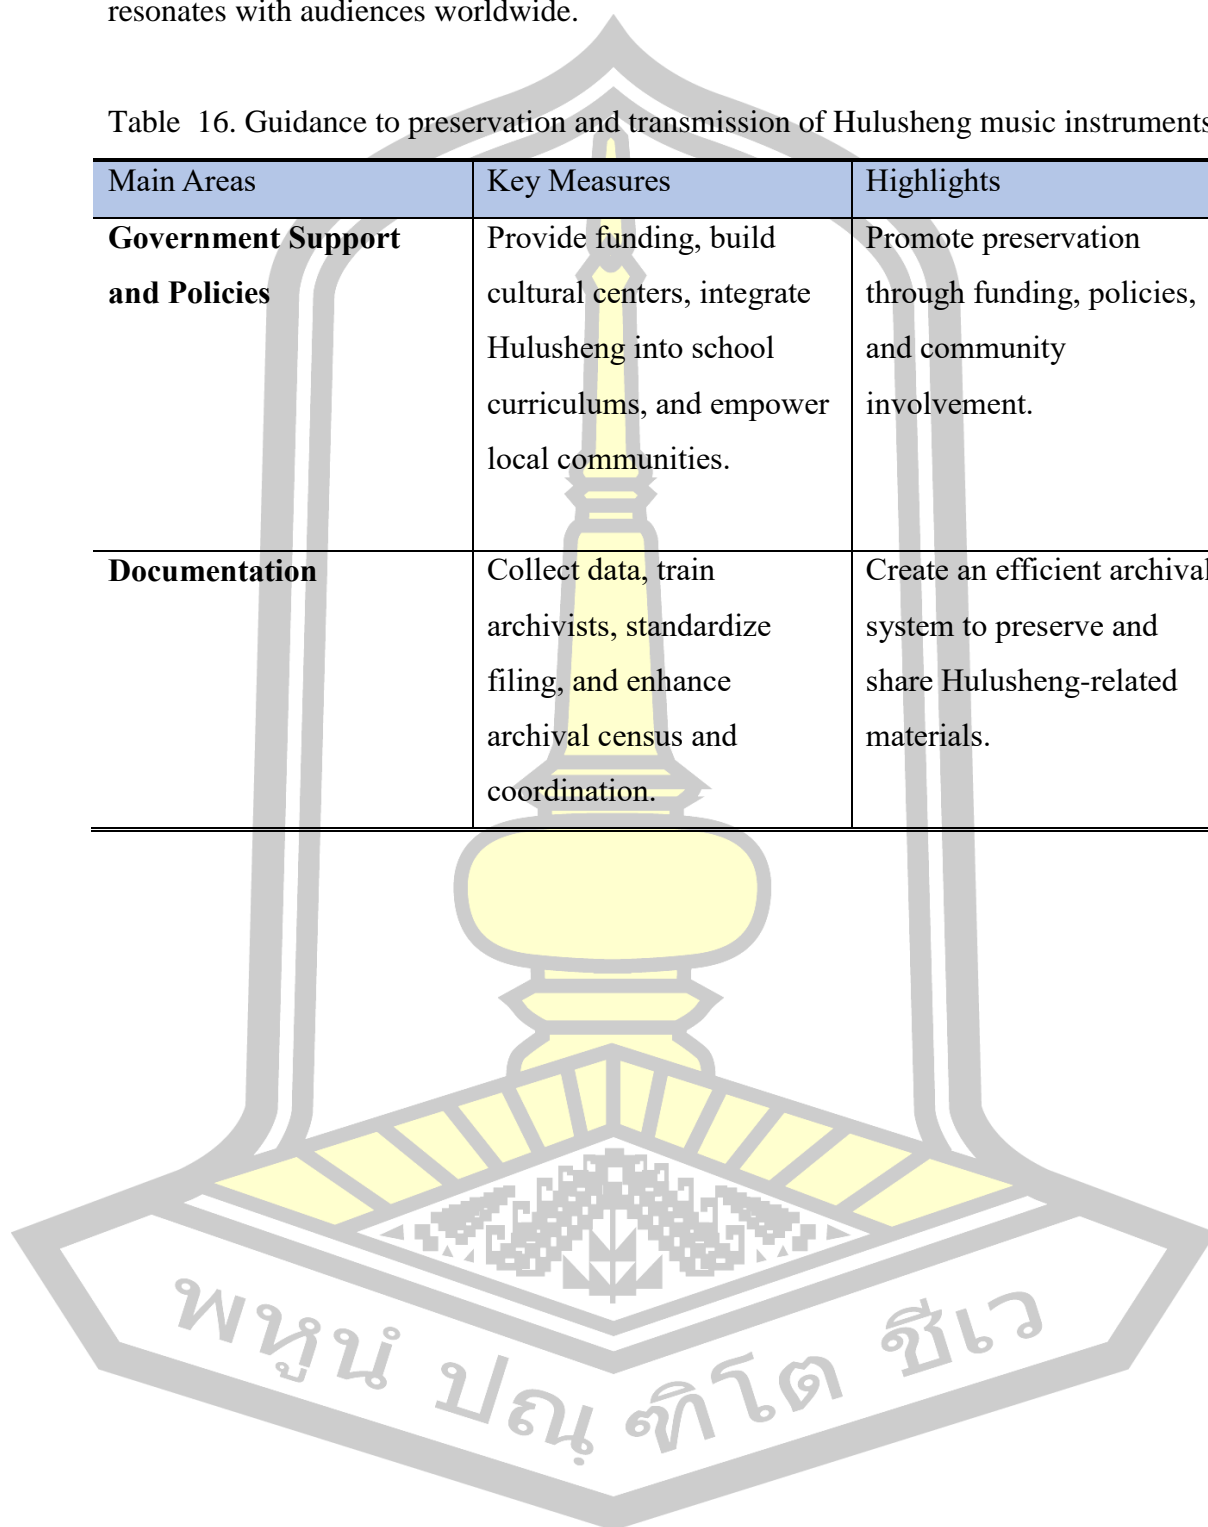 resonates with audiences worldwide.
Table 16. Guidance to preservation and transmission of Hulusheng music instruments
Main Areas Key Measures Highlights
Government Support Provide funding, build Promote preservation
and Policies cultural centers, integrate through funding, policies,
Hulusheng into school and community
curriculums, and empower involvement.
local communities.
Documentation Collect data, train Create an efficient archival
archivists, standardize system to preserve and
filing, and enhance share Hulusheng-related
archival census and materials.
coordination.
พหูนํ ปณฺฑิโต ชีเว